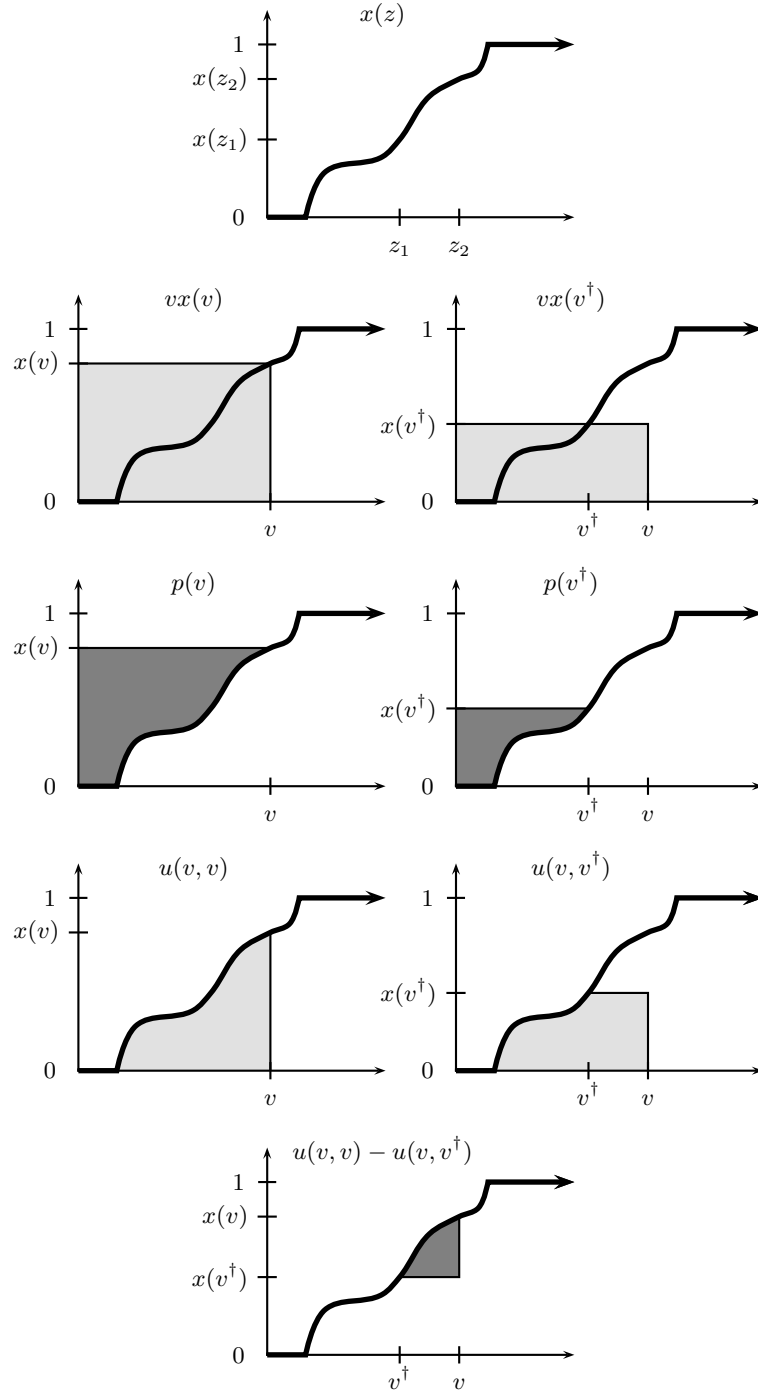 x(z)
1
x(z₂)
x(z₁)
0
z₁ z₂
vx(v)
1
x(v)
0
v
vx(v†)
1
x(v†)
0
v† v
p(v)
1
x(v)
0
v
p(v†)
1
x(v†)
0
v† v
u(v, v)
1
x(v)
0
v
u(v, v†)
1
x(v†)
0
v† v
u(v, v) − u(v, v†)
1
x(v)
x(v†)
0
v† v